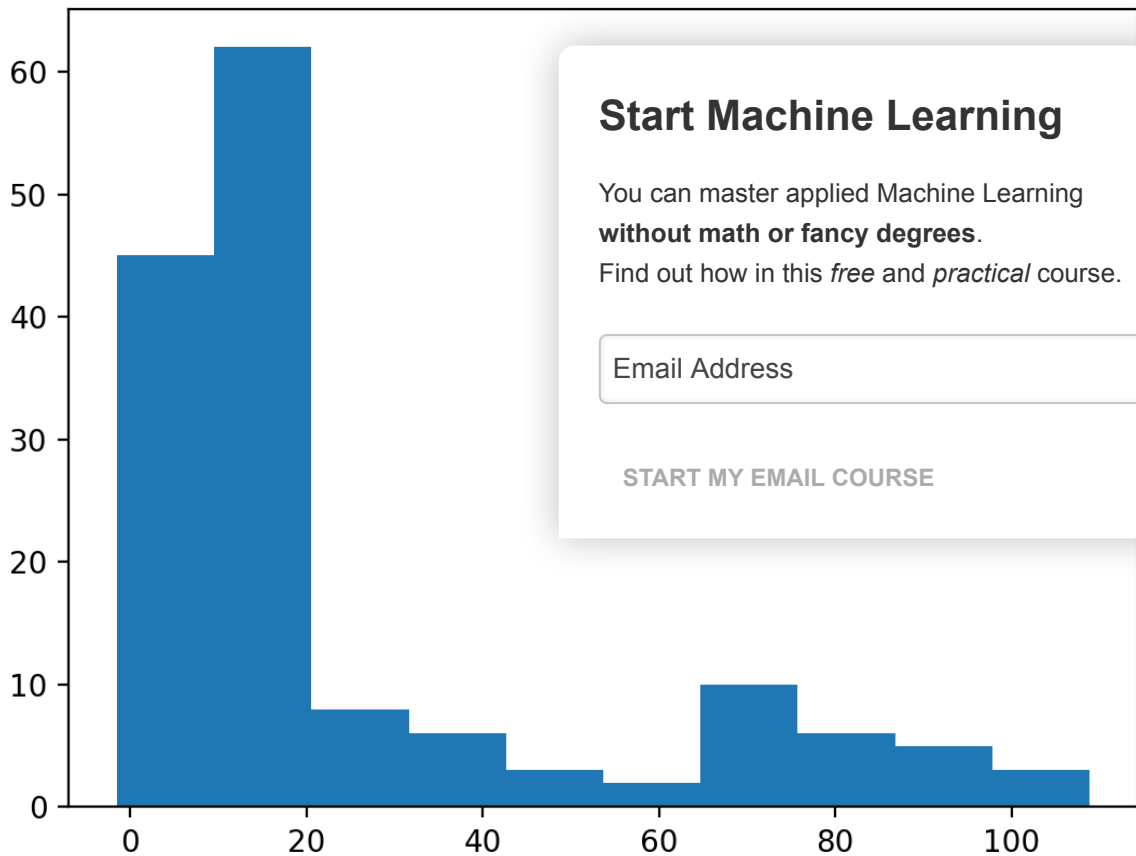 60
50
40
30
20
10
0
0 20 40 60 80 100
Start Machine Learning
You can master applied Machine Learning
without math or fancy degrees.
Find out how in this free and practical course.
Email Address
START MY EMAIL COURSE